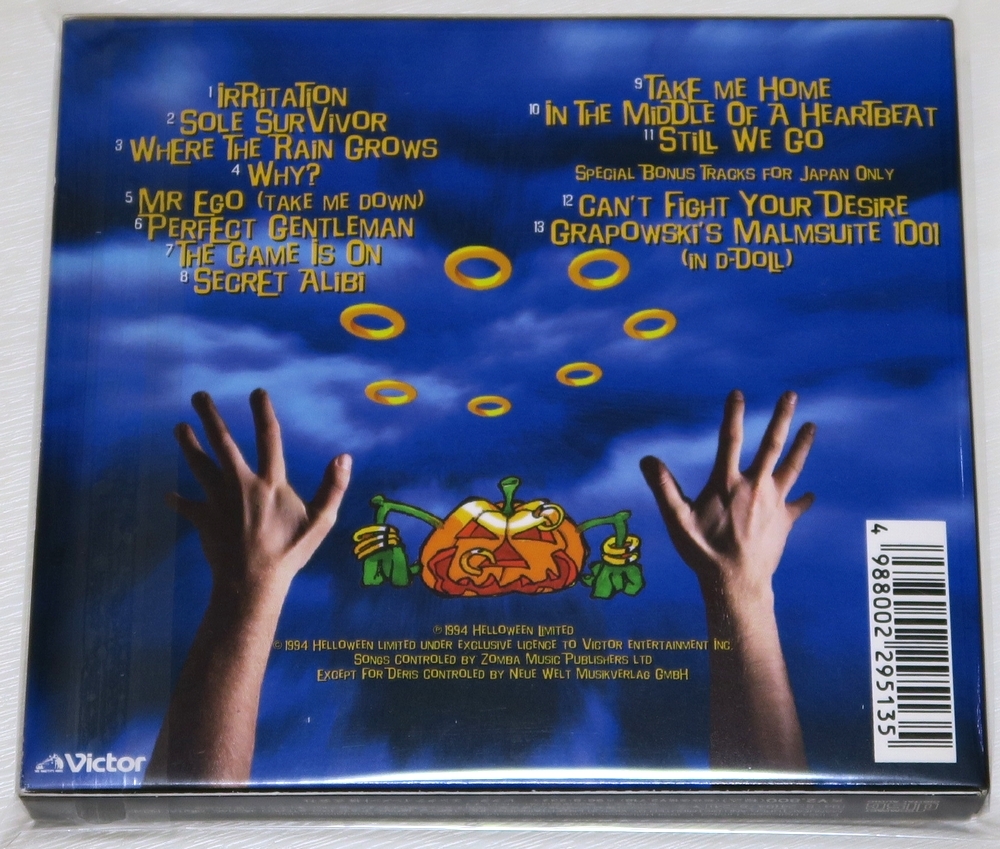 1 Irritation
2 Sole Survivor
3 Where The Rain Grows
4 Why?
5 Mr Ego (Take Me Down)
6 Perfect Gentleman
7 The Game Is On
8 Secret Alibi
9 Take Me Home
10 In The Middle Of A Heartbeat
11 Still We Go
Special Bonus Tracks for Japan Only
12 Can't Fight Your Desire
13 Grapowski's Malmsuite 1001
(in D-Doll)
℗ 1994 Helloween Limited
© 1994 Helloween Limited under exclusive licence to Victor Entertainment Inc.
Songs controled by Zomba Music Publishers Ltd
Except for Deris controled by Neue Welt Musikverlag GmbH
Victor
4 988002 295135